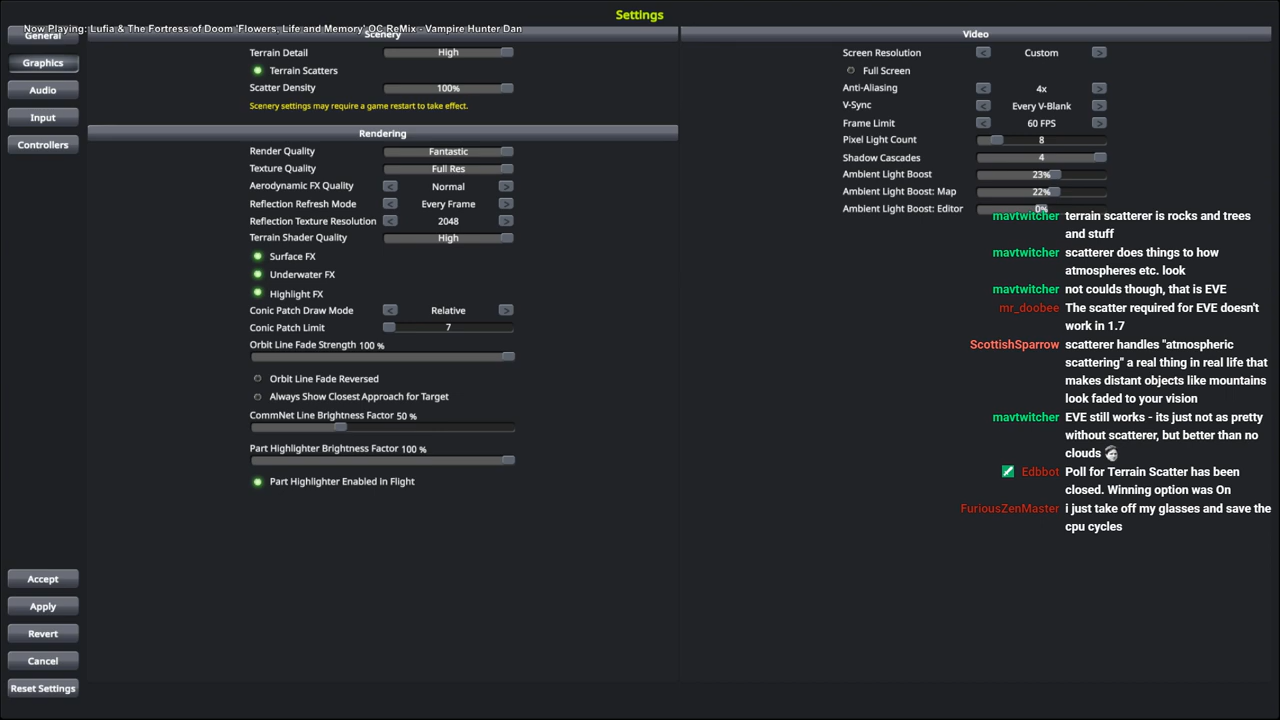 Settings
Now Playing: Lufia & The Fortress of Doom 'Flowers, Life and Memory' OC ReMix - Vampire Hunter Dan
General
Graphics
Audio
Input
Controllers
Scenery
Terrain Detail High
Terrain Scatters
Scatter Density 100%
Scenery settings may require a game restart to take effect.
Rendering
Render Quality Fantastic
Texture Quality Full Res
Aerodynamic FX Quality < Normal >
Reflection Refresh Mode < Every Frame >
Reflection Texture Resolution < 2048 >
Terrain Shader Quality High
Surface FX
Underwater FX
Highlight FX
Conic Patch Draw Mode < Relative >
Conic Patch Limit 7
Orbit Line Fade Strength 100 %
Orbit Line Fade Reversed
Always Show Closest Approach for Target
CommNet Line Brightness Factor 50 %
Part Highlighter Brightness Factor 100 %
Part Highlighter Enabled in Flight
Video
Screen Resolution < Custom >
Full Screen
Anti-Aliasing < 4x >
V-Sync < Every V-Blank >
Frame Limit < 60 FPS >
Pixel Light Count 8
Shadow Cascades 4
Ambient Light Boost 23%
Ambient Light Boost: Map 22%
Ambient Light Boost: Editor 0%
mavtwitcher terrain scatterer is rocks and trees
and stuff
mavtwitcher scatterer does things to how
atmospheres etc. look
mavtwitcher not coulds though, that is EVE
mr_doobee The scatter required for EVE doesn't
work in 1.7
ScottishSparrow scatterer handles "atmospheric
scattering" a real thing in real life that
makes distant objects like mountains
look faded to your vision
mavtwitcher EVE still works - its just not as pretty
without scatterer, but better than no
clouds
Edbbot Poll for Terrain Scatter has been
closed. Winning option was On
FuriousZenMaster i just take off my glasses and save the
cpu cycles
Accept
Apply
Revert
Cancel
Reset Settings